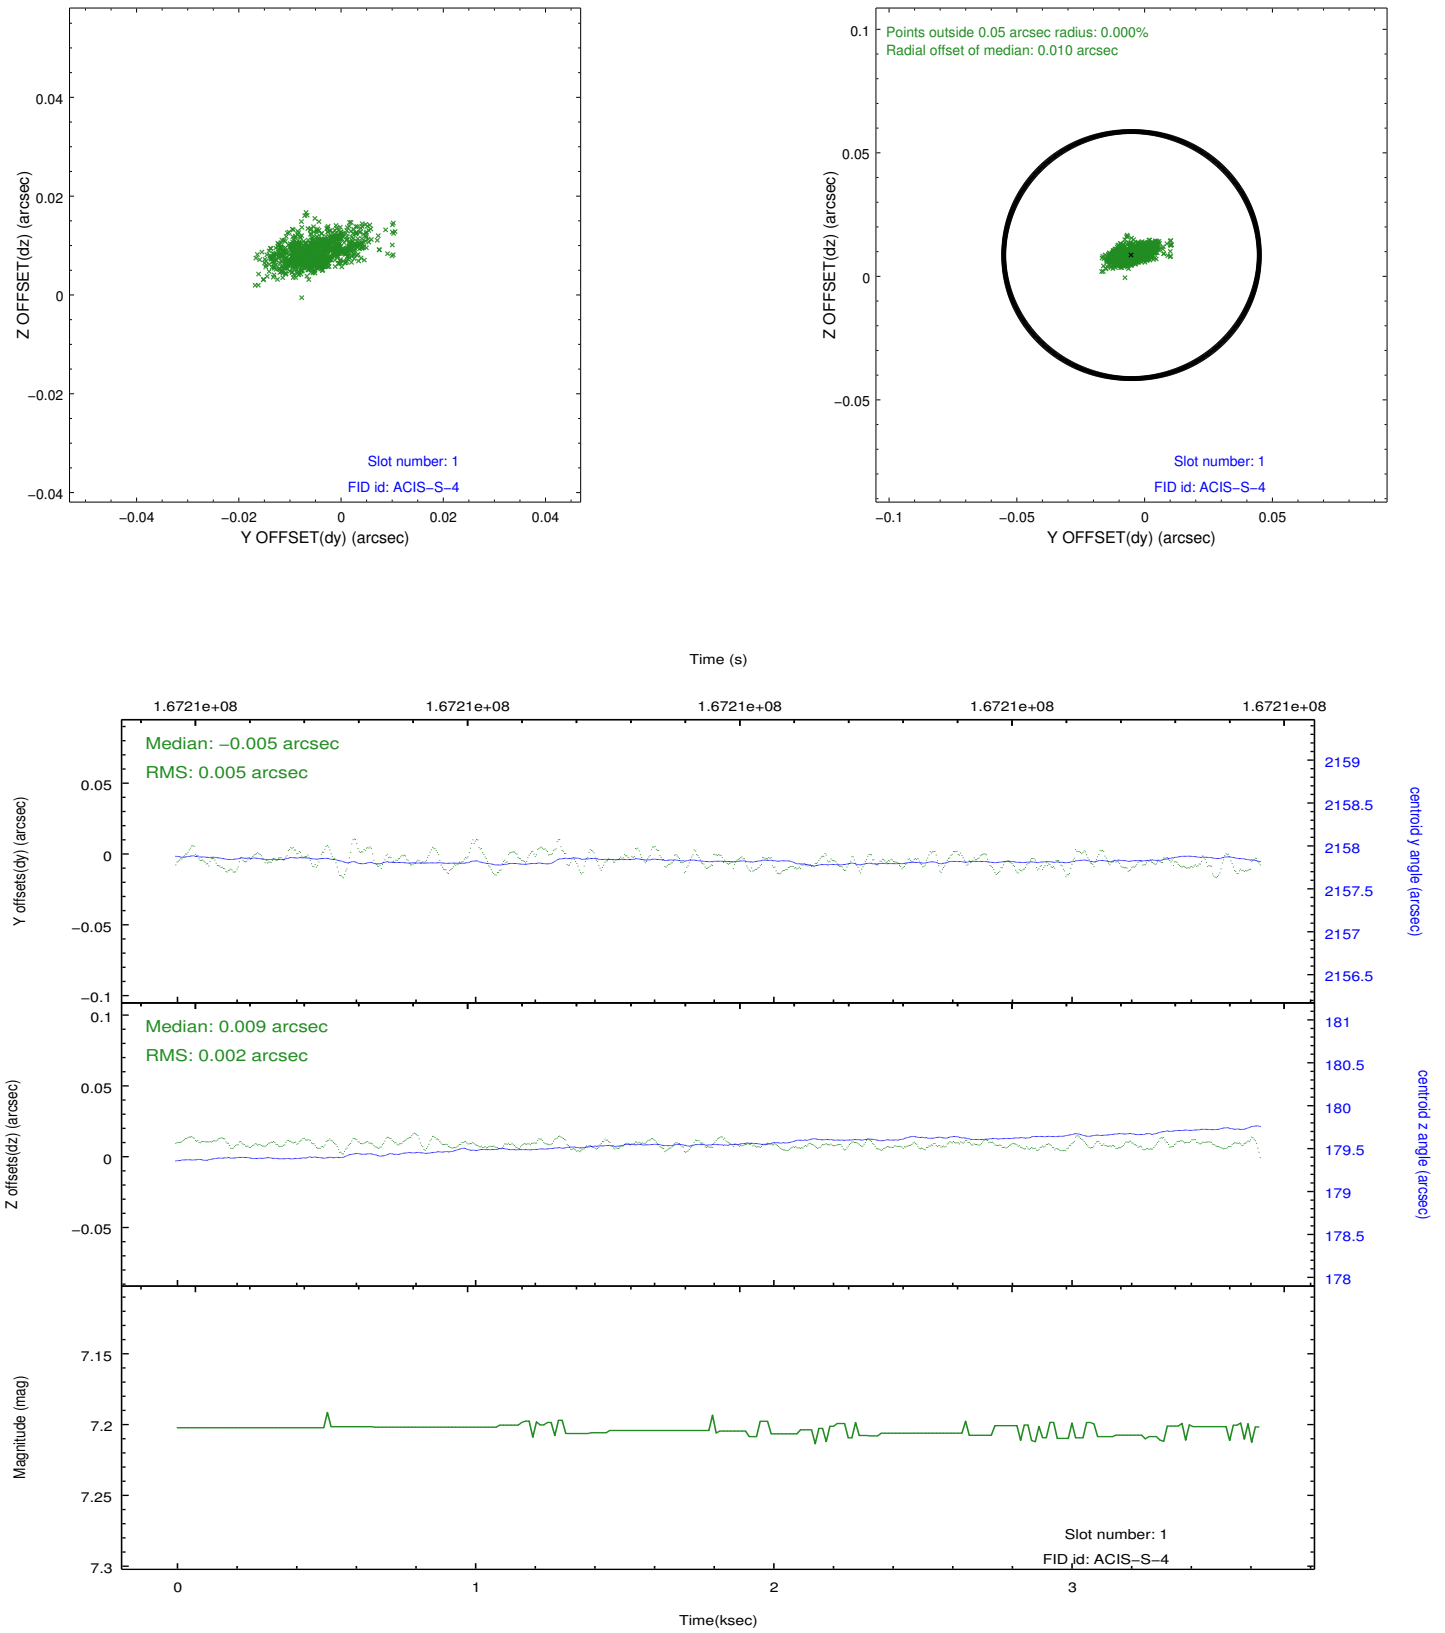 0.04
0.02
0
−0.02
−0.04
Z OFFSET(dz) (arcsec)
Slot number: 1
FID id: ACIS−S−4
−0.04
−0.02
0
0.02
0.04
Y OFFSET(dy) (arcsec)
Points outside 0.05 arcsec radius: 0.000%
Radial offset of median: 0.010 arcsec
0.1
0.05
0
−0.05
Z OFFSET(dz) (arcsec)
Slot number: 1
FID id: ACIS−S−4
−0.1
−0.05
0
0.05
Y OFFSET(dy) (arcsec)
Time (s)
1.6721e+08
1.6721e+08
1.6721e+08
1.6721e+08
1.6721e+08
Median: −0.005 arcsec
RMS: 0.005 arcsec
0.05
0
−0.05
−0.1
Y offsets(dy) (arcsec)
2159
2158.5
2158
2157.5
2157
2156.5
centroid y angle (arcsec)
Median: 0.009 arcsec
RMS: 0.002 arcsec
0.1
0.05
0
−0.05
Z offsets(dz) (arcsec)
181
180.5
180
179.5
179
178.5
178
centroid z angle (arcsec)
7.15
7.2
7.25
7.3
Magnitude (mag)
Slot number: 1
FID id: ACIS−S−4
0
1
2
3
Time(ksec)